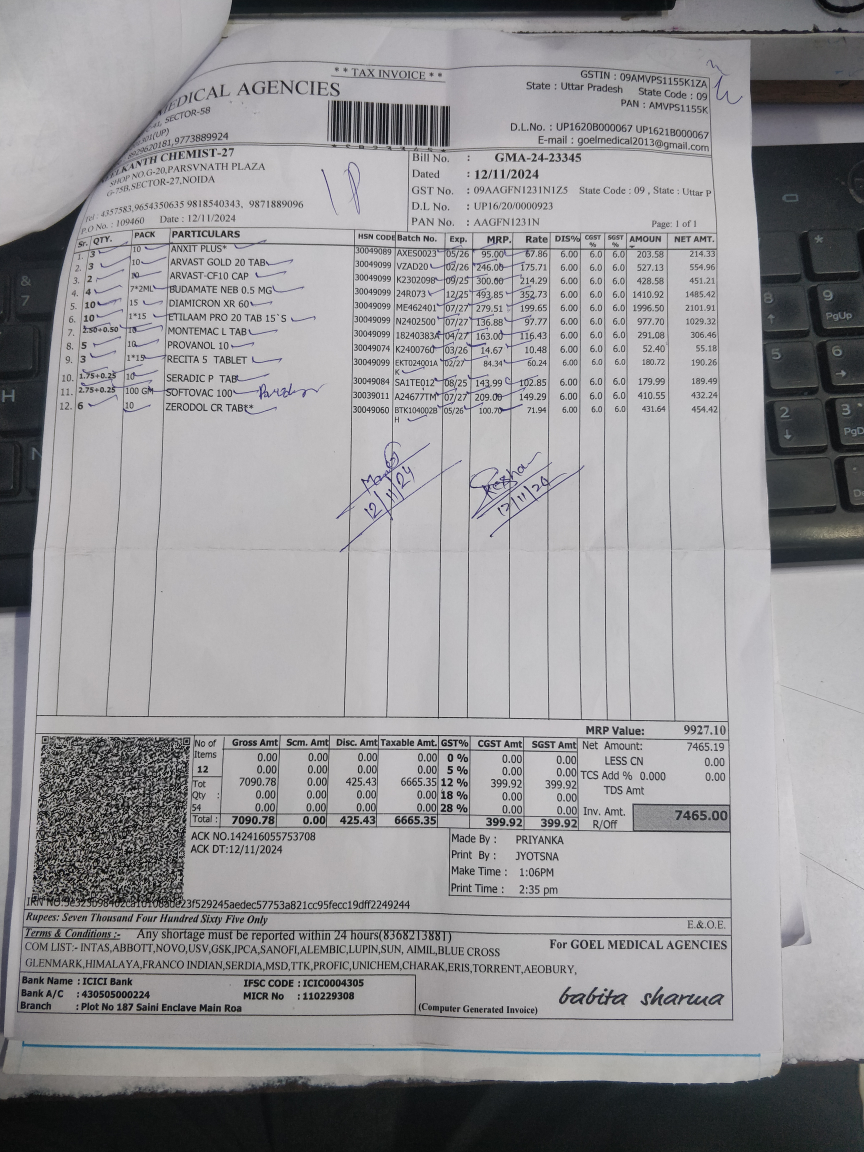 * * TAX INVOICE * *
MEDICAL AGENCIES
SECTOR-58
(UP)
8929620181,9773889924
GSTIN : 09AMVPS1155K1ZA
State : Uttar Pradesh State Code : 09
PAN : AMVPS1155K
D.L.No. : UP1620B000067 UP1621B000067
E-mail : goelmedical2013@gmail.com
KANTH CHEMIST-27
SHOP NO.G-20,PARSVNATH PLAZA
G-75B,SECTOR-27,NOIDA
Tel : 4357583,9654350635 9818540343, 9871889096
P.O No. : 109460 Date : 12/11/2024
Bill No. : GMA-24-23345
Dated : 12/11/2024
GST No. : 09AAGFN1231N1Z5 State Code : 09 , State : Uttar P
D.L No. : UP16/20/0000923
PAN No. : AAGFN1231N Page: 1 of 1
Sr. QTY. PACK PARTICULARS HSN CODE Batch No. Exp. MRP. Rate DIS% CGST % SGST % AMOUN NET AMT.
1. 3 10 ANXIT PLUS* 30049089 AXES0023 05/26 95.00 67.86 6.00 6.0 6.0 203.58 214.33
2. 3 10 ARVAST GOLD 20 TAB 30049099 VZAD20 02/26 246.00 175.71 6.00 6.0 6.0 527.13 554.96
3. 2 10 ARVAST-CF10 CAP 30049099 K2302098 09/25 300.00 214.29 6.00 6.0 6.0 428.58 451.21
4. 4 7*2ML BUDAMATE NEB 0.5 MG 30049099 24R073 12/25 493.85 352.73 6.00 6.0 6.0 1410.92 1485.42
5. 10 15 DIAMICRON XR 60 30049099 ME462401 07/27 279.51 199.65 6.00 6.0 6.0 1996.50 2101.91
6. 10 1*15 ETILAAM PRO 20 TAB 15`S 30049099 N2402500 07/27 136.88 97.77 6.00 6.0 6.0 977.70 1029.32
7. 2.50+0.50 10 MONTEMAC L TAB 30049099 18240383A 04/27 163.00 116.43 6.00 6.0 6.0 291.08 306.46
8. 5 10 PROVANOL 10 30049074 K2400760 03/26 14.67 10.48 6.00 6.0 6.0 52.40 55.18
9. 3 1*15 RECITA 5 TABLET 30049099 EKT024001A 02/27 84.34 60.24 6.00 6.0 6.0 180.72 190.26
K
10. 1.75+0.25 10 SERADIC P TAB 30049084 SA1TE012 08/25 143.99 102.85 6.00 6.0 6.0 179.99 189.49
11. 2.75+0.25 100 GM SOFTOVAC 100 30039011 A24677TM 07/27 209.00 149.29 6.00 6.0 6.0 410.55 432.24
12. 6 10 ZERODOL CR TAB** 30049060 BTK104002B 05/26 100.70 71.94 6.00 6.0 6.0 431.64 454.42
H
12/11/24
12/11/24
MRP Value: 9927.10
No of Items 12 Tot Qty : 54
Gross Amt Scm. Amt Disc. Amt Taxable Amt. GST% CGST Amt SGST Amt
0.00 0.00 0.00 0.00 0 % 0.00 0.00
0.00 0.00 0.00 0.00 5 % 0.00 0.00
7090.78 0.00 425.43 6665.35 12 % 399.92 399.92
0.00 0.00 0.00 0.00 18 % 0.00 0.00
0.00 0.00 0.00 0.00 28 % 0.00 0.00
Total : 7090.78 0.00 425.43 6665.35 399.92 399.92
Net Amount: 7465.19
LESS CN 0.00
TCS Add % 0.000 0.00
TDS Amt
Inv. Amt. 7465.00
R/Off
ACK NO.142416055753708
ACK DT:12/11/2024
Made By : PRIYANKA
Print By : JYOTSNA
Make Time : 1:06PM
Print Time : 2:35 pm
Rupees: Seven Thousand Four Hundred Sixty Five Only
E.& O.E.
Terms & Conditions :- Any shortage must be reported within 24 hours(8368213881)
COM LIST:- INTAS,ABBOTT,NOVO,USV,GSK,IPCA,SANOFI,ALEMBIC,LUPIN,SUN, AIMIL,BLUE CROSS
GLENMARK,HIMALAYA,FRANCO INDIAN,SERDIA,MSD,TTK,PROFIC,UNICHEM,CHARAK,ERIS,TORRENT,AEOBURY,
For GOEL MEDICAL AGENCIES
Bank Name : ICICI Bank IFSC CODE : ICIC0004305
Bank A/C : 430505000224 MICR No : 110229308
Branch : Plot No 187 Saini Enclave Main Roa
(Computer Generated Invoice)
babita sharma